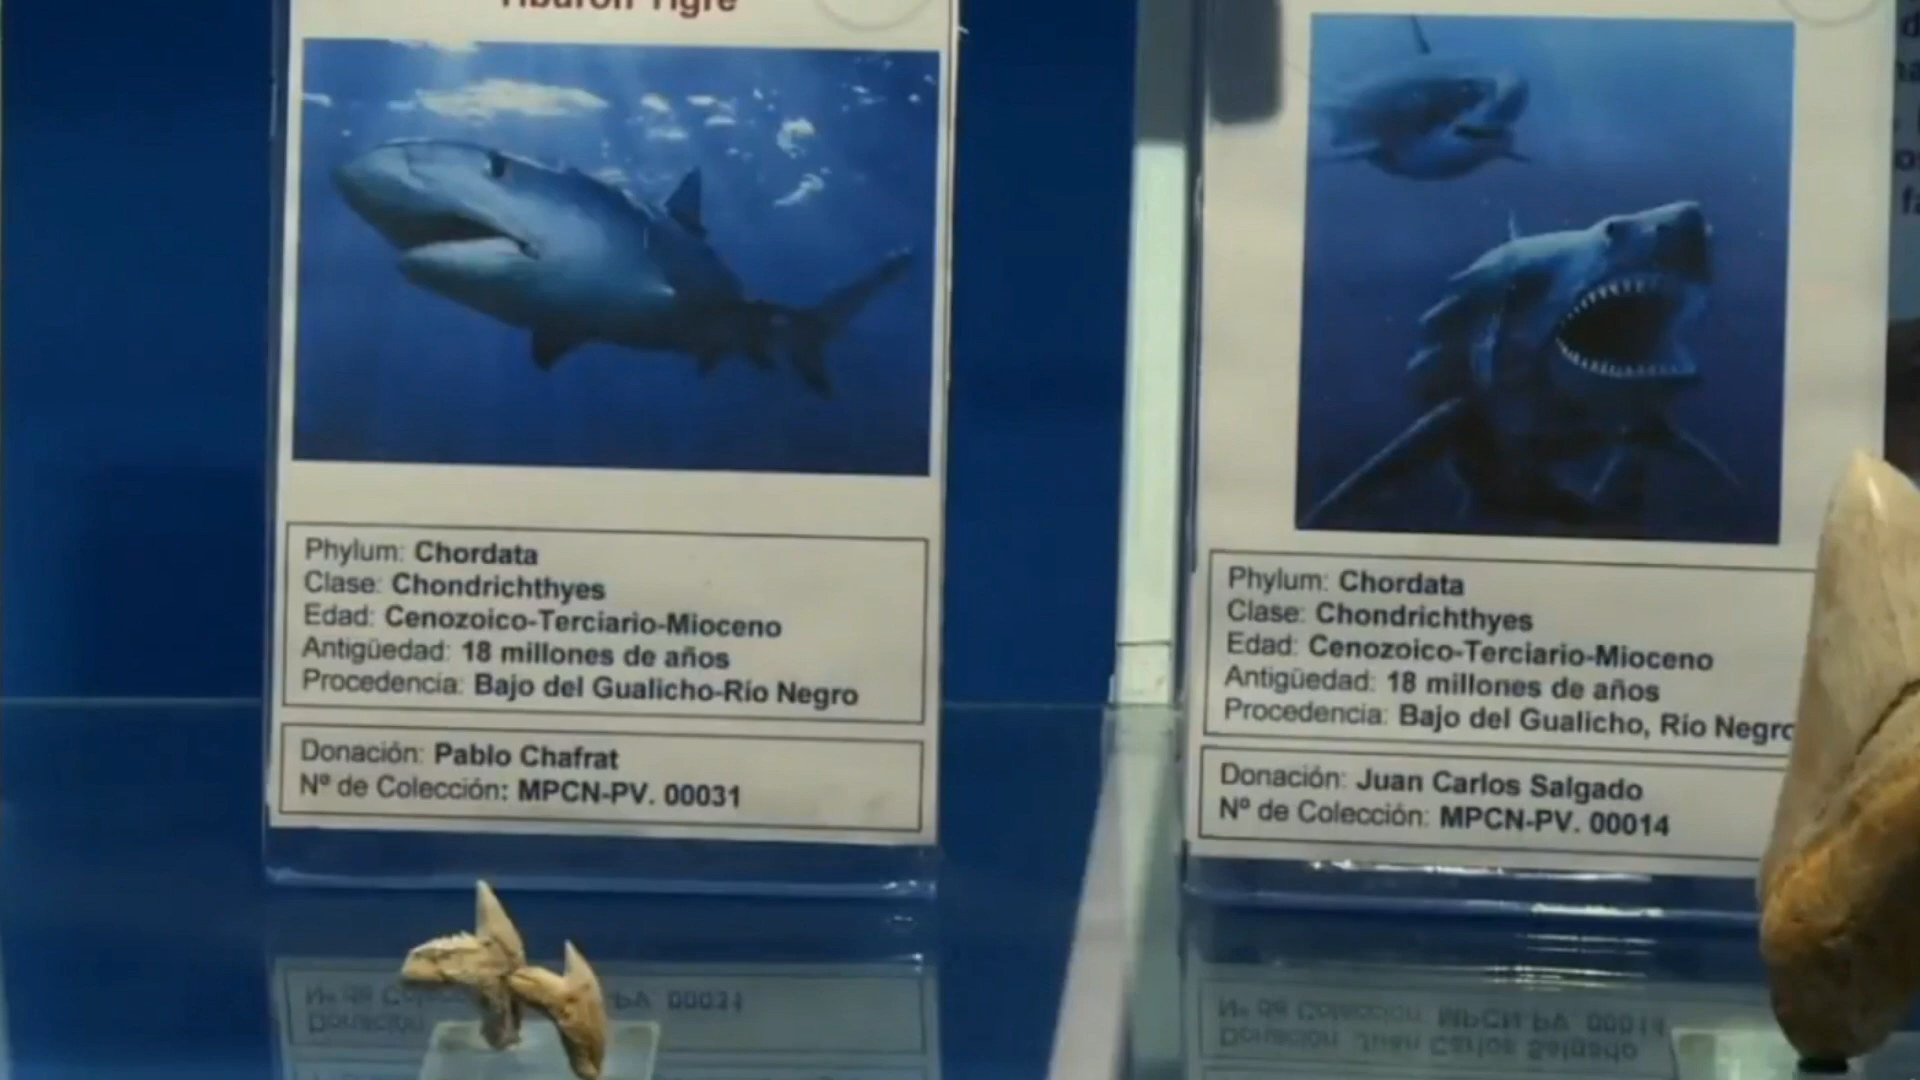 Tiburón Tigre
Phylum: Chordata
Clase: Chondrichthyes
Edad: Cenozoico-Terciario-Mioceno
Antigüedad: 18 millones de años
Procedencia: Bajo del Gualicho-Río Negro
Donación: Pablo Chafrat
Nº de Colección: MPCN-PV. 00031
Phylum: Chordata
Clase: Chondrichthyes
Edad: Cenozoico-Terciario-Mioceno
Antigüedad: 18 millones de años
Procedencia: Bajo del Gualicho, Río Negro
Donación: Juan Carlos Salgado
Nº de Colección: MPCN-PV. 00014